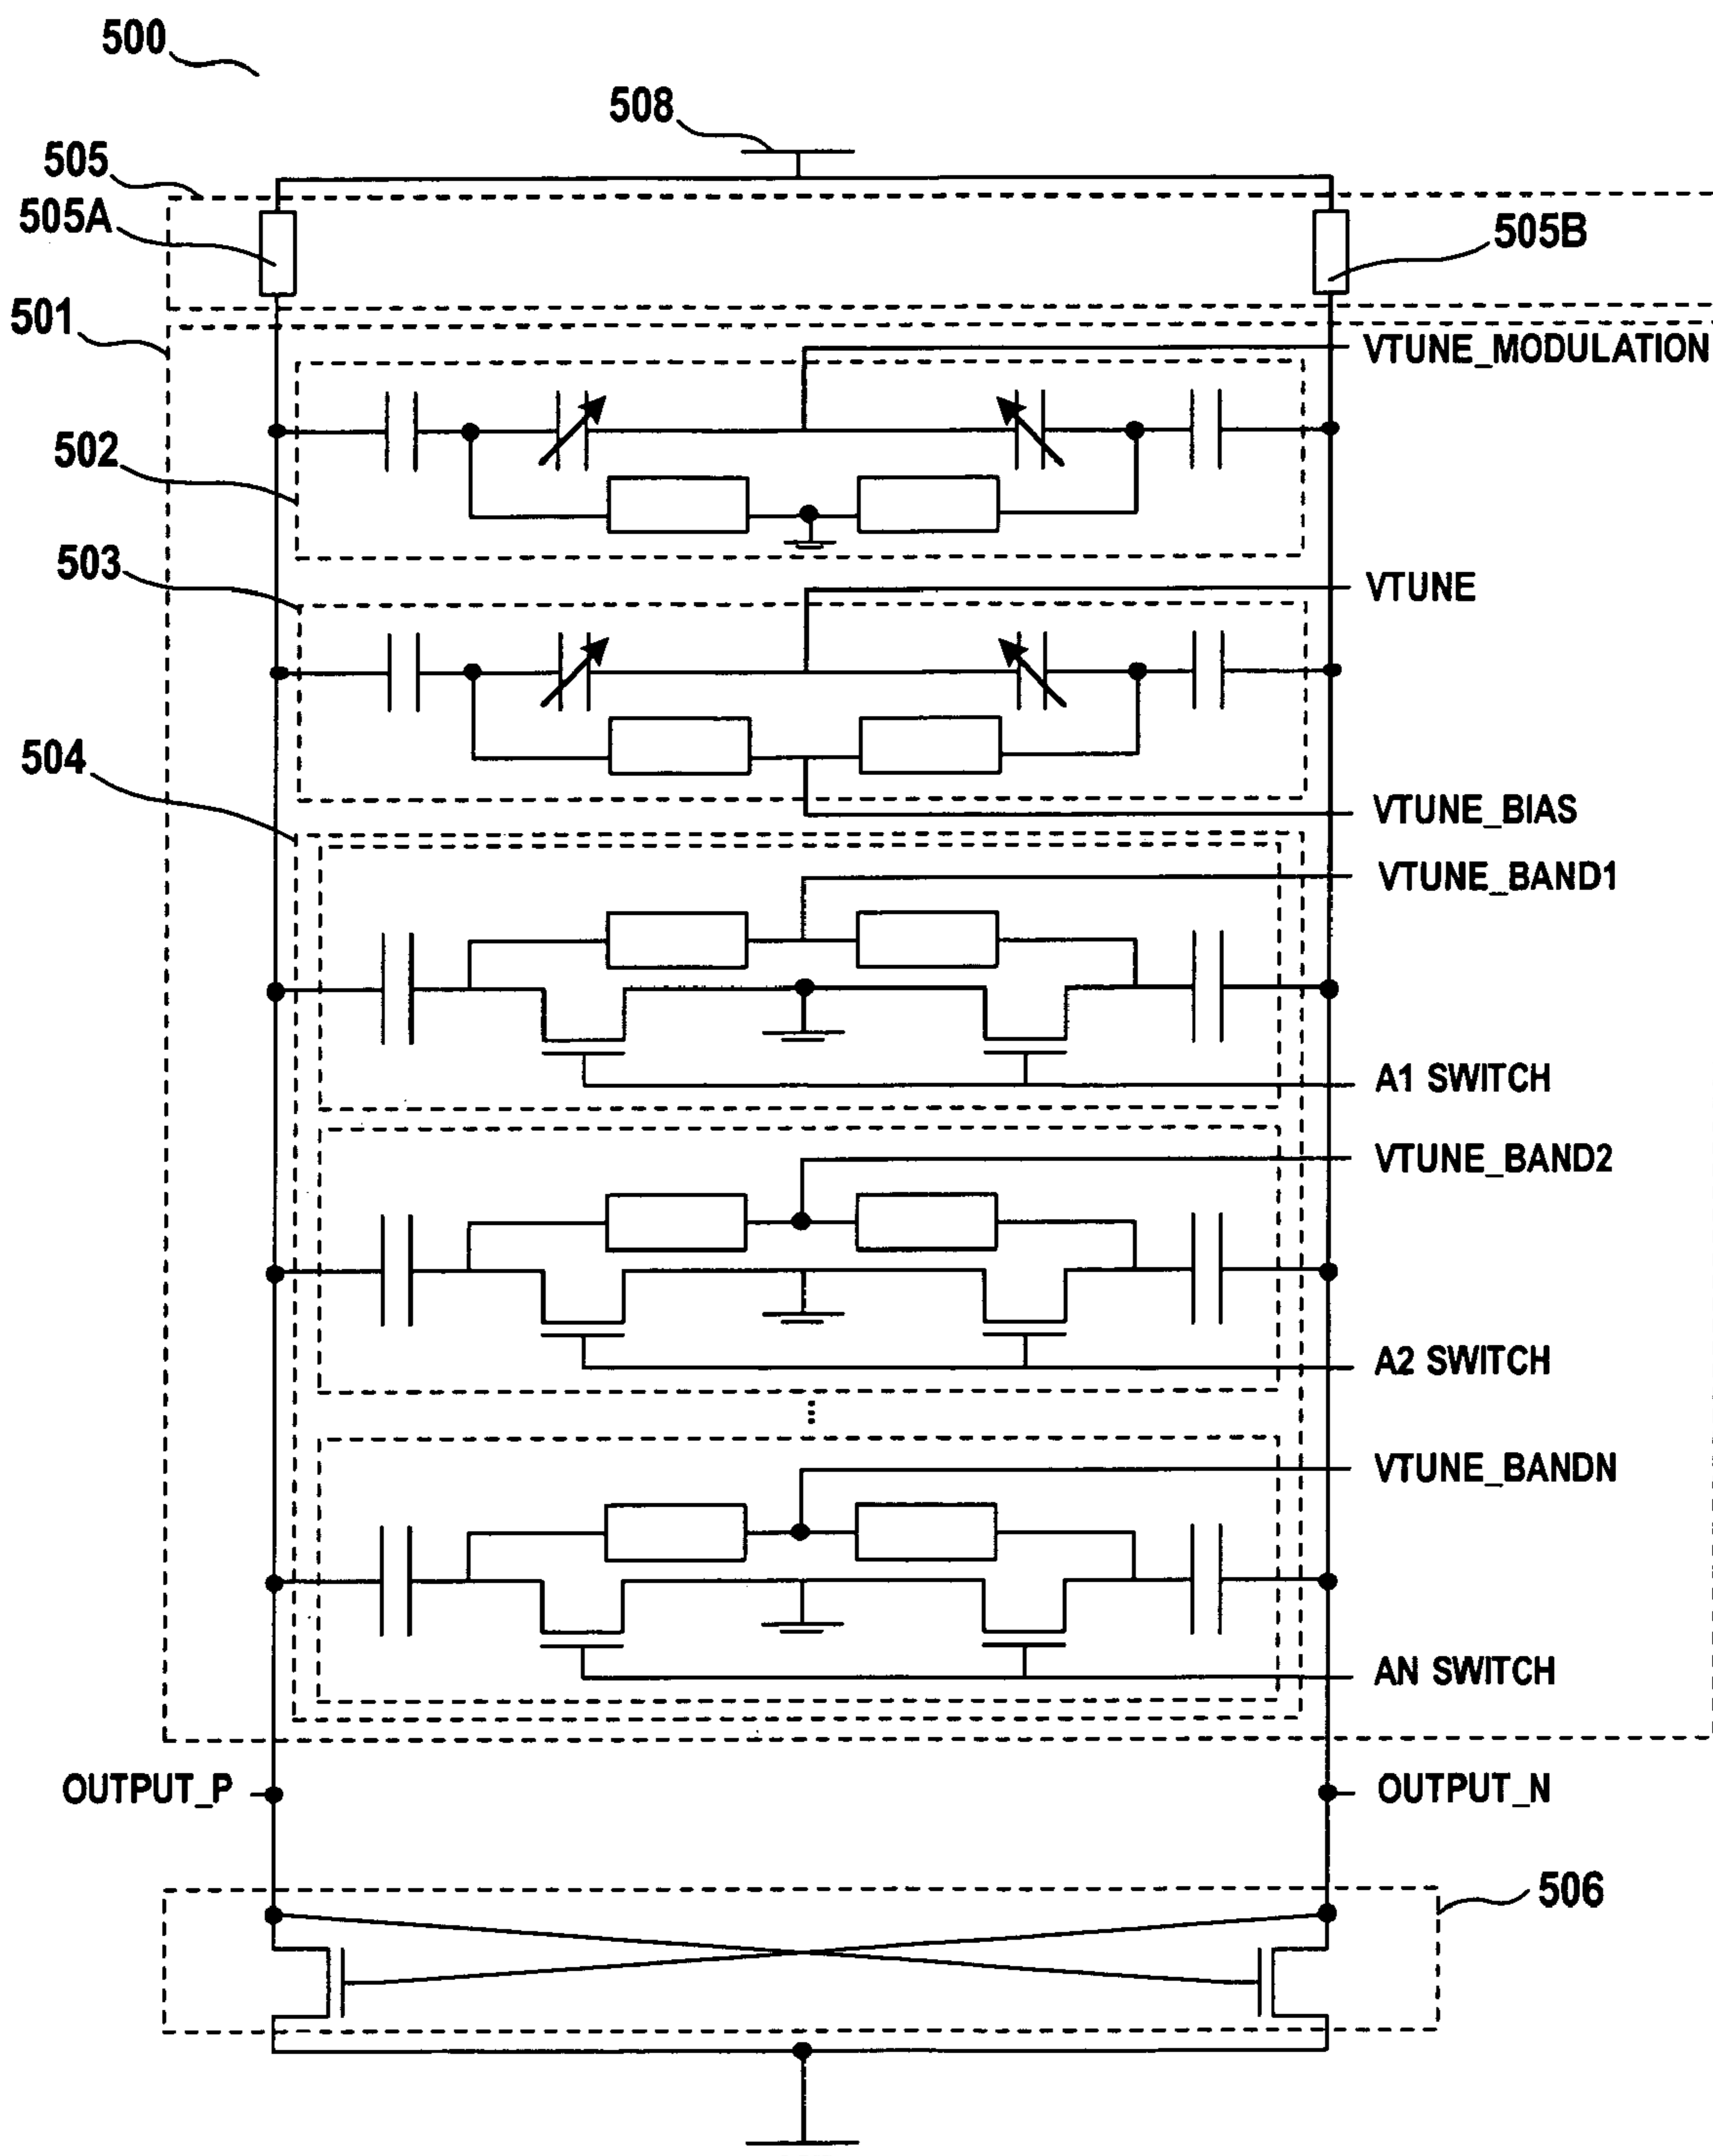 500
508
505
505A
505B
501
VTUNE_MODULATION
502
503
VTUNE
504
VTUNE_BIAS
VTUNE_BAND1
A1 SWITCH
VTUNE_BAND2
A2 SWITCH
VTUNE_BANDN
AN SWITCH
OUTPUT_P
OUTPUT_N
506